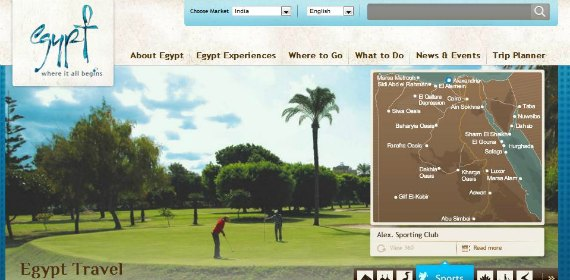 Choose Market India English
egypt
where it all begins
About Egypt Egypt Experiences Where to Go What to Do News & Events Trip Planner
Marsa Matrouh
Alexandria
Sidi Abd el Rahman
El Alamein
El Qattara
Depression
Cairo
Ain Sokhna
Siwa Oasis
Taba
Nuweiba
Baharyia Oasis
Dahab
Sharm El Sheikh
El Gouna
Farafra Oasis
Hurghada
Safaga
Dakhla
Oasis
Kharga
Oasis
Luxor
Marsa Alam
Gilf El-Kebir
Aswan
Abu Simbel
Alex. Sporting Club
View 360
Read more
Egypt Travel
Sports